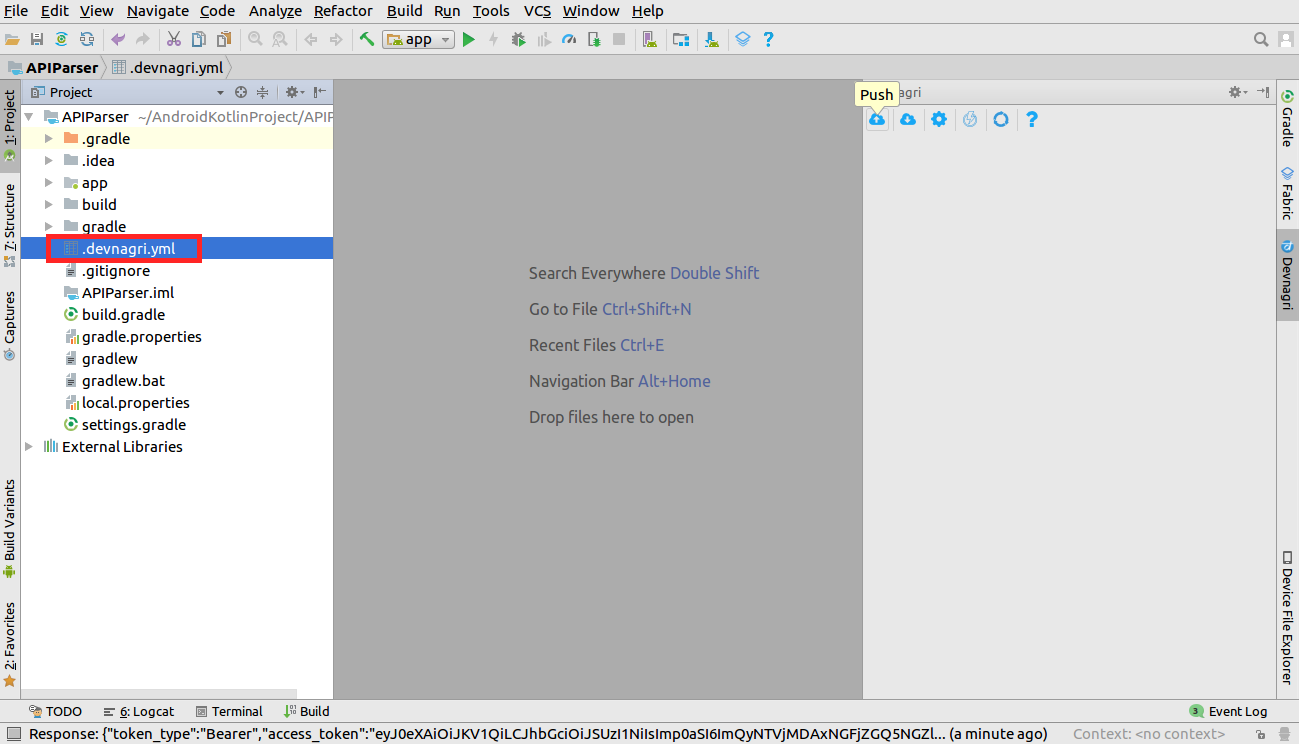 File Edit View Navigate Code Analyze Refactor Build Run Tools VCS Window Help
app
APIParser .devnagri.yml
Project
Push
agri
APIParser ~/AndroidKotlinProject/APIP
.gradle
.idea
app
build
gradle
.devnagri.yml
.gitignore
APIParser.iml
build.gradle
gradle.properties
gradlew
gradlew.bat
local.properties
settings.gradle
External Libraries
1: Project
7: Structure
Captures
Build Variants
2: Favorites
Search Everywhere Double Shift
Go to File Ctrl+Shift+N
Recent Files Ctrl+E
Navigation Bar Alt+Home
Drop files here to open
Gradle
Fabric
Devnagri
Device File Explorer
TODO 6: Logcat Terminal Build 3 Event Log
Response: {"token_type":"Bearer","access_token":"eyJ0eXAiOiJKV1QiLCJhbGciOiJSUzI1NiIsImp0aSI6ImQyNTVjMDAxNGFjZGQ5NGZl... (a minute ago) Context: <no context>